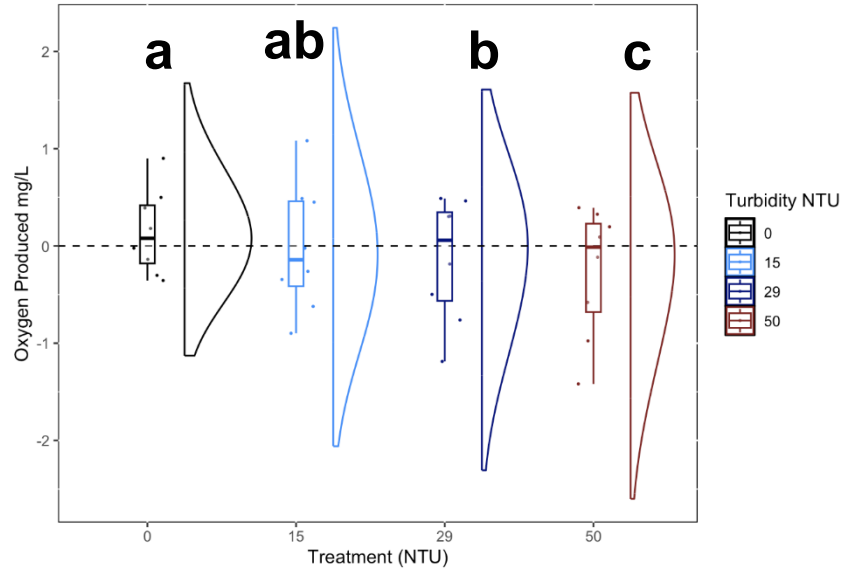 a ab b c
Oxygen Produced mg/L
2
1
0
-1
-2
0 15 29 50
Treatment (NTU)
Turbidity NTU
0
15
29
50